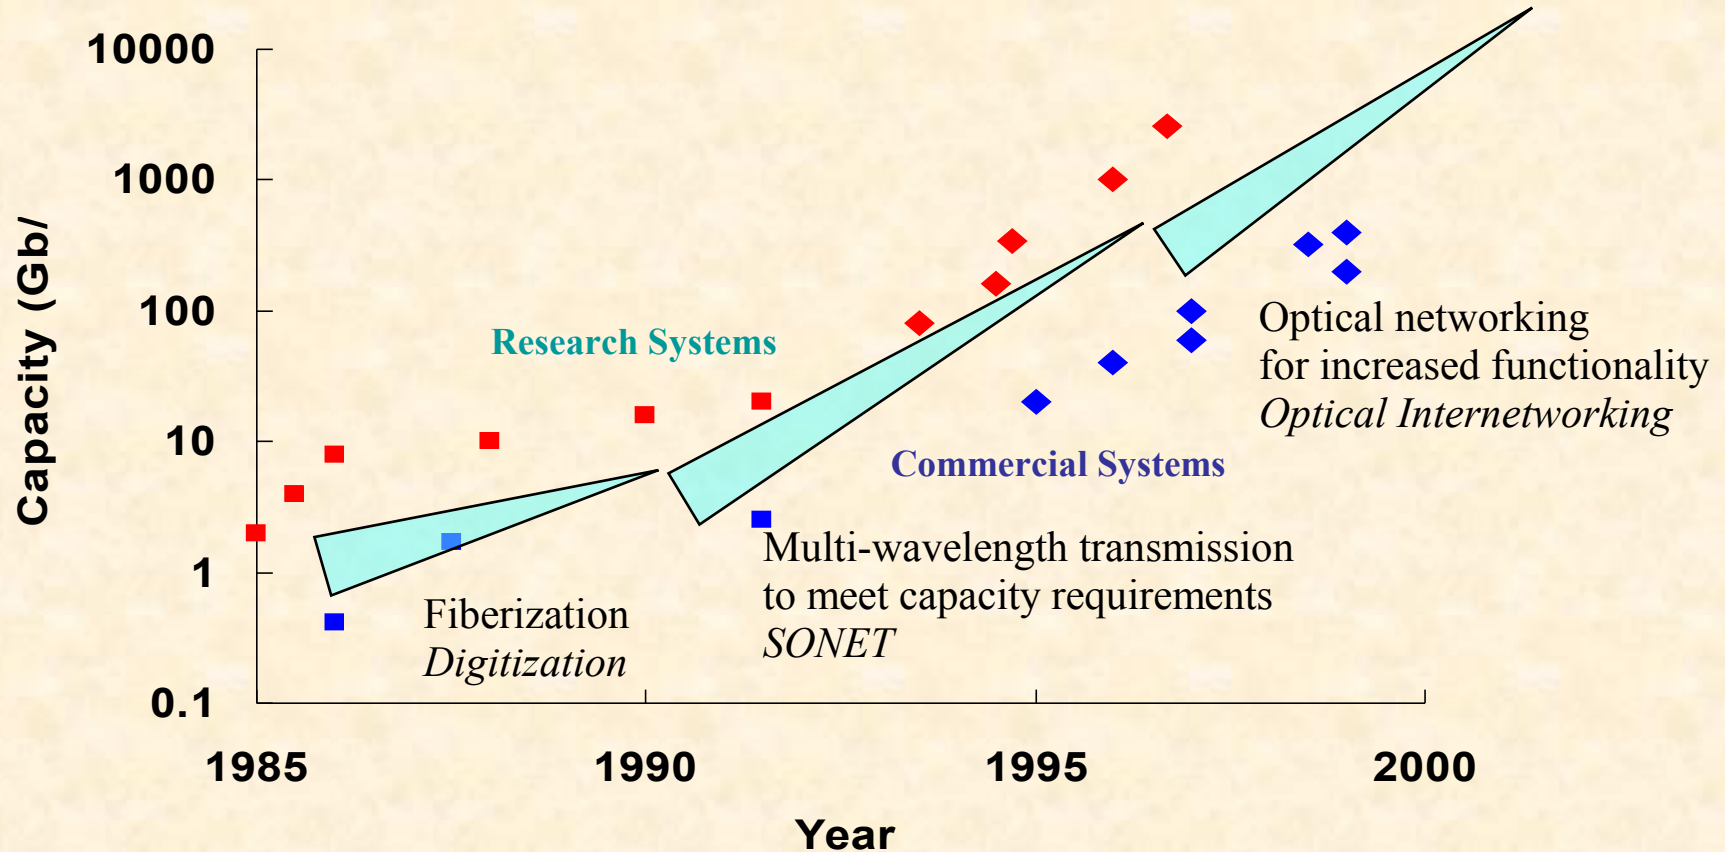 10000
1000
100
10
1
0.1
Capacity (Gb/
1985
1990
1995
2000
Year
Research Systems
Commercial Systems
Fiberization
Digitization
Multi-wavelength transmission
to meet capacity requirements
SONET
Optical networking
for increased functionality
Optical Internetworking